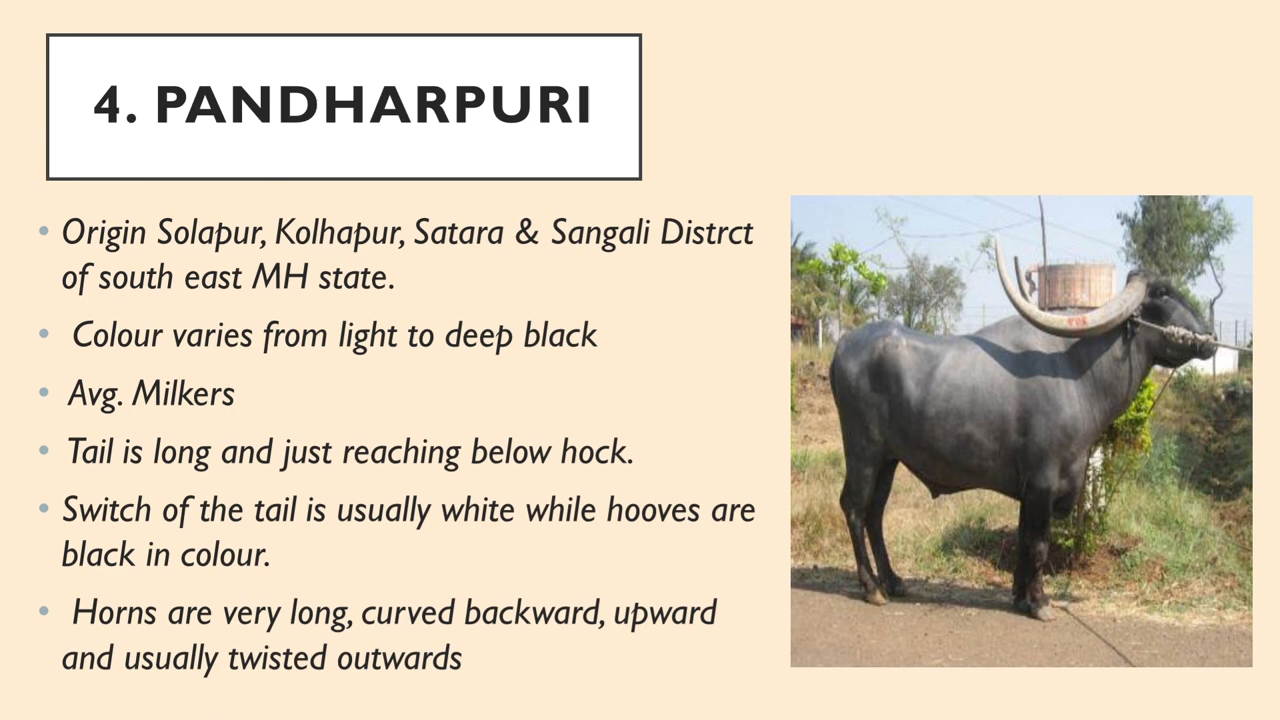 4. PANDHARPURI
• Origin Solapur, Kolhapur, Satara & Sangali Distrct
of south east MH state.
• Colour varies from light to deep black
• Avg. Milkers
• Tail is long and just reaching below hock.
• Switch of the tail is usually white while hooves are
black in colour.
• Horns are very long, curved backward, upward
and usually twisted outwards